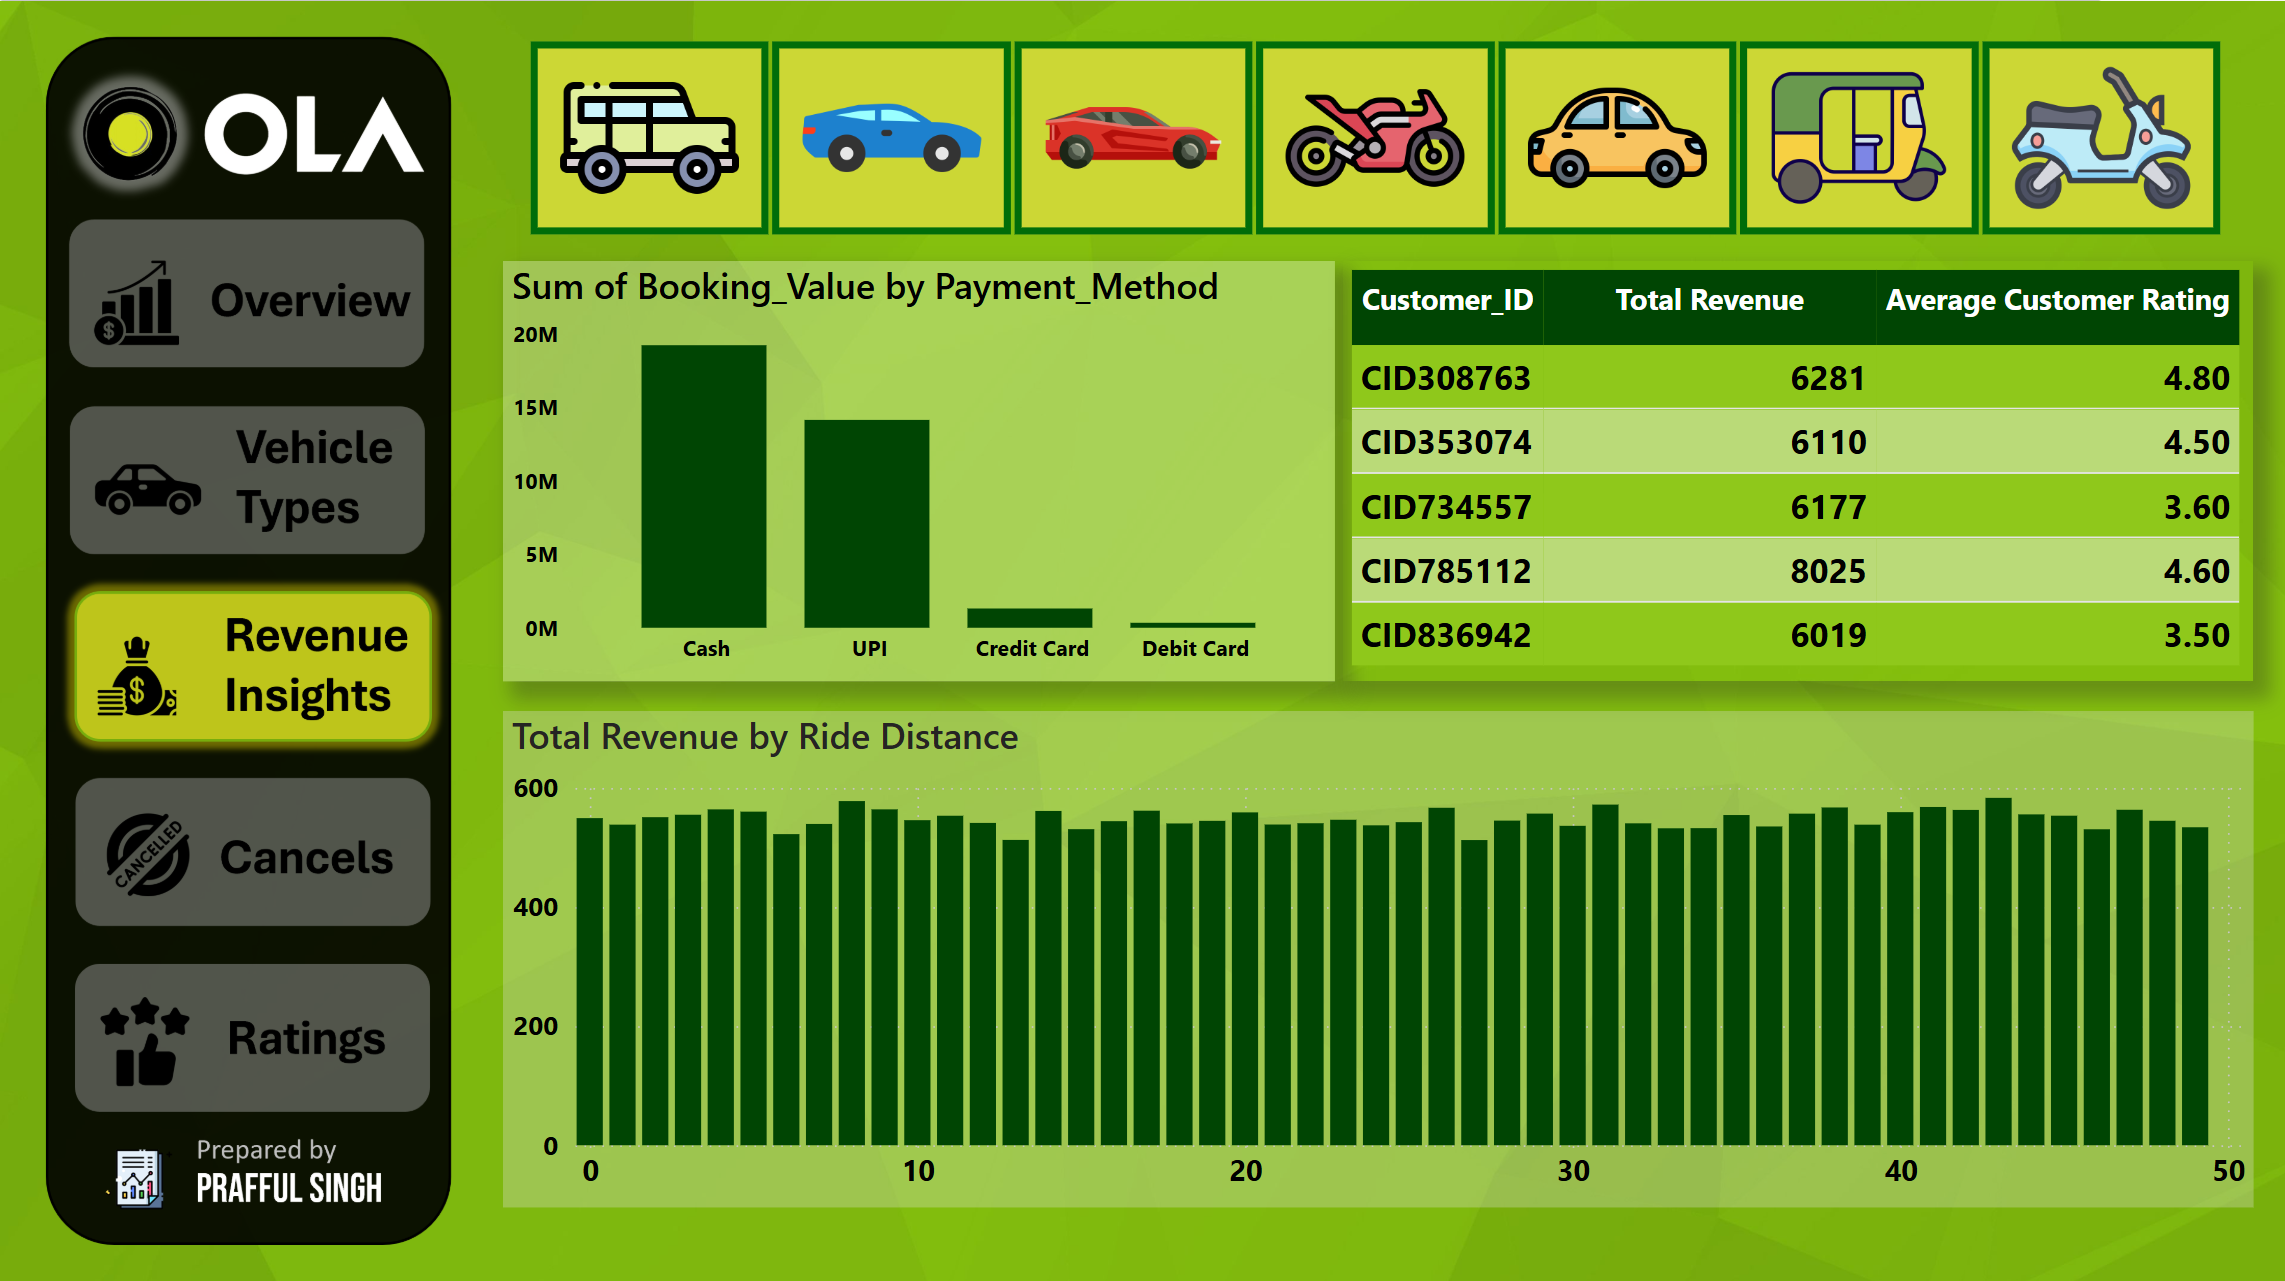 OLA
Overview
Vehicle
Types
Revenue
Insights
CANCELLED
Cancels
Ratings
Prepared by
PRAFFUL SINGH
Sum of Booking_Value by Payment_Method
20M
15M
10M
5M
0M
Cash UPI Credit Card Debit Card
Customer_ID Total Revenue Average Customer Rating
CID308763 6281 4.80
CID353074 6110 4.50
CID734557 6177 3.60
CID785112 8025 4.60
CID836942 6019 3.50
Total Revenue by Ride Distance
600
400
200
0
0 10 20 30 40 50